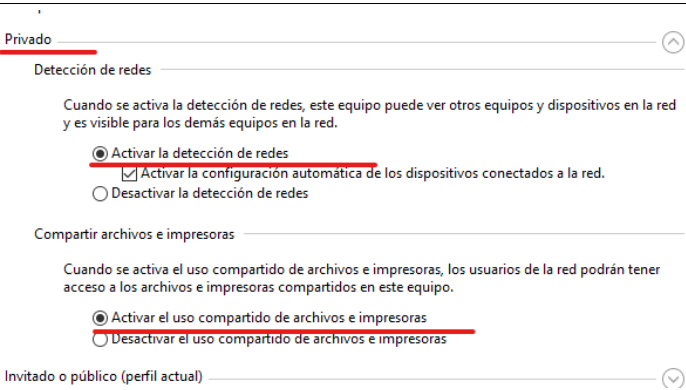 Privado
Detección de redes
Cuando se activa la detección de redes, este equipo puede ver otros equipos y dispositivos en la red
y es visible para los demás equipos en la red.
Activar la detección de redes
Activar la configuración automática de los dispositivos conectados a la red.
Desactivar la detección de redes
Compartir archivos e impresoras
Cuando se activa el uso compartido de archivos e impresoras, los usuarios de la red podrán tener
acceso a los archivos e impresoras compartidos en este equipo.
Activar el uso compartido de archivos e impresoras
Desactivar el uso compartido de archivos e impresoras
Invitado o público (perfil actual)